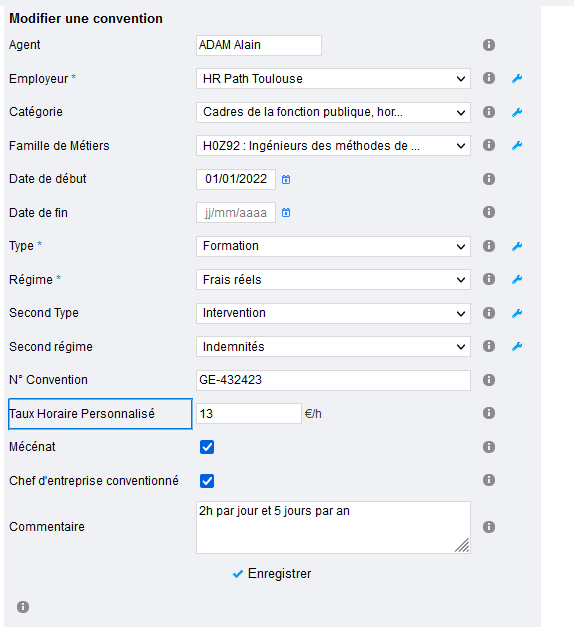 Modifier une convention
Agent ADAM Alain
Employeur * HR Path Toulouse
Catégorie Cadres de la fonction publique, hor...
Famille de Métiers H0Z92 : Ingénieurs des méthodes de ...
Date de début 01/01/2022
Date de fin jj/mm/aaaa
Type * Formation
Régime * Frais réels
Second Type Intervention
Second régime Indemnités
N° Convention GE-432423
Taux Horaire Personnalisé 13 €/h
Mécénat
Chef d'entreprise conventionné
Commentaire 2h par jour et 5 jours par an
Enregistrer